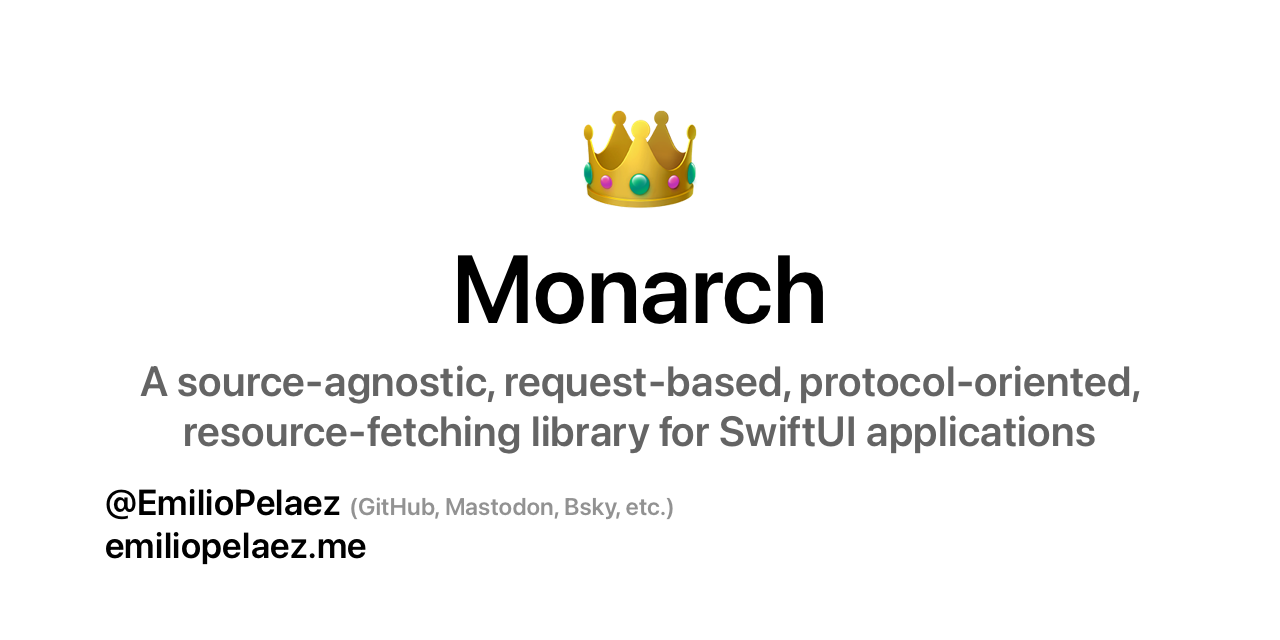 Monarch
A source-agnostic, request-based, protocol-oriented,
resource-fetching library for SwiftUI applications
@EmilioPelaez (GitHub, Mastodon, Bsky, etc.)
emiliopelaez.me